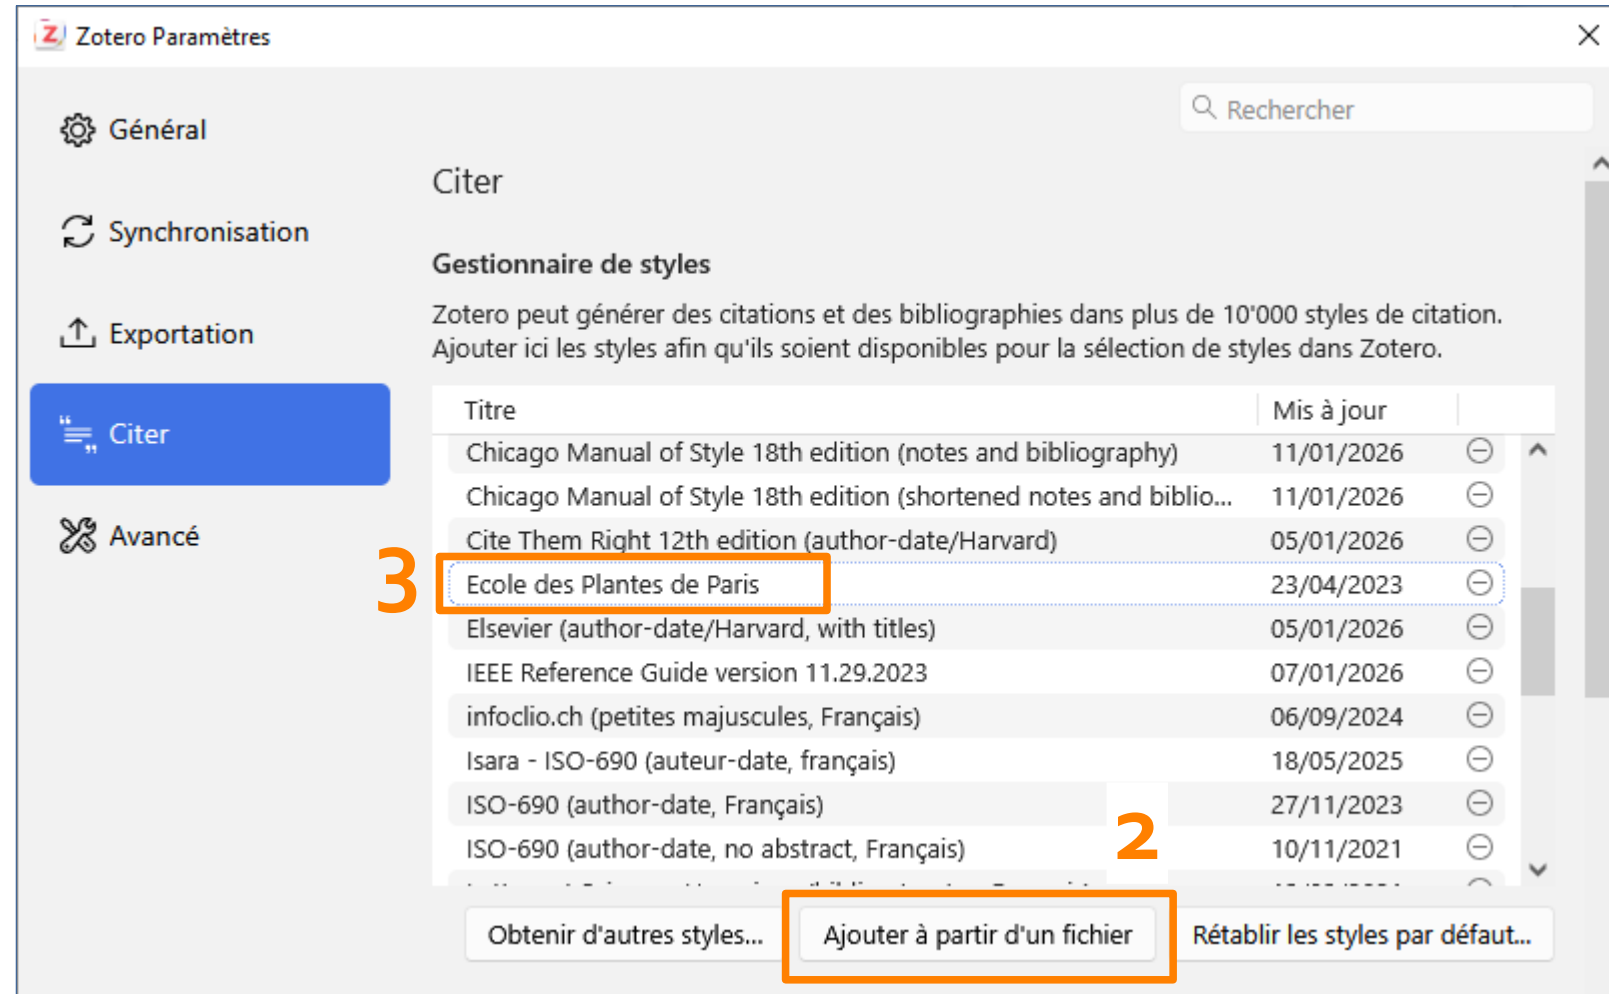 Zotero Paramètres
Rechercher
Général
Synchronisation
Exportation
Citer
Avancé
Citer
Gestionnaire de styles
Zotero peut générer des citations et des bibliographies dans plus de 10'000 styles de citation.
Ajouter ici les styles afin qu'ils soient disponibles pour la sélection de styles dans Zotero.
Titre Mis à jour
Chicago Manual of Style 18th edition (notes and bibliography) 11/01/2026
Chicago Manual of Style 18th edition (shortened notes and biblio... 11/01/2026
Cite Them Right 12th edition (author-date/Harvard) 05/01/2026
3 Ecole des Plantes de Paris 23/04/2023
Elsevier (author-date/Harvard, with titles) 05/01/2026
IEEE Reference Guide version 11.29.2023 07/01/2026
infoclio.ch (petites majuscules, Français) 06/09/2024
Isara - ISO-690 (auteur-date, français) 18/05/2025
ISO-690 (author-date, Français) 27/11/2023
ISO-690 (author-date, no abstract, Français) 10/11/2021
2
Obtenir d'autres styles... Ajouter à partir d'un fichier Rétablir les styles par défaut...